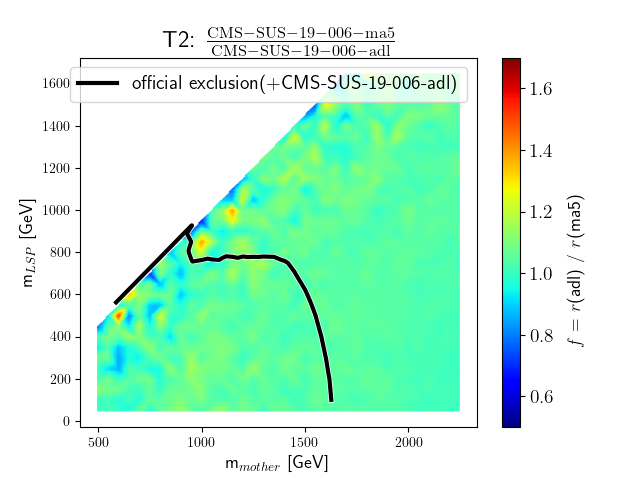 T2: CMS−SUS−19−006−ma5
CMS−SUS−19−006−adl
official exclusion(+CMS-SUS-19-006-adl)
1600
1400
1200
1000
800
600
400
200
0
m_LSP [GeV]
500 1000 1500 2000
m_mother [GeV]
1.6
1.4
1.2
1.0
0.8
0.6
f = r(adl) / r(ma5)